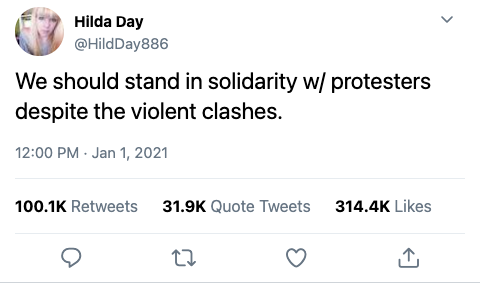 Hilda Day
@HildDay886
We should stand in solidarity w/ protesters
despite the violent clashes.
12:00 PM · Jan 1, 2021
100.1K Retweets 31.9K Quote Tweets 314.4K Likes